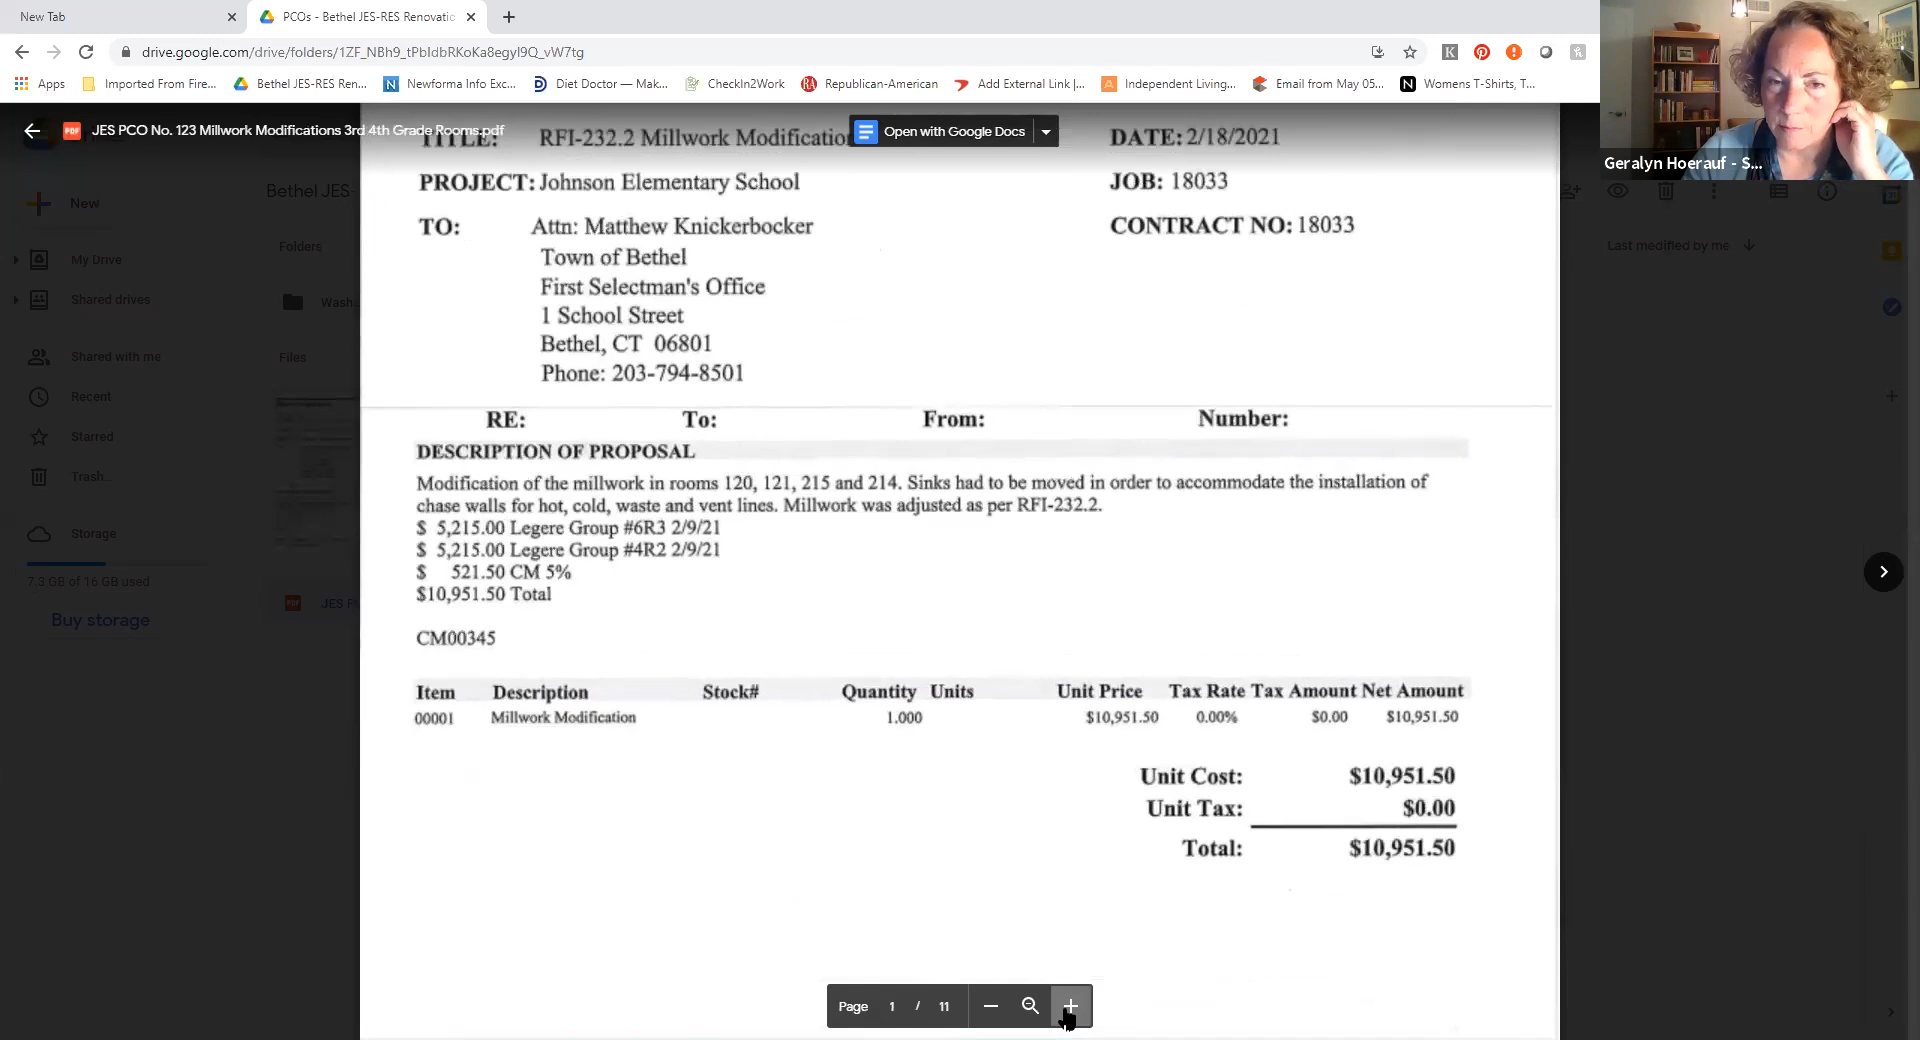 New Tab
PCOs - Bethel JES-RES Renovatio
drive.google.com/drive/folders/1ZF_NBh9_tPbIdbRKoKa8egyl9Q_vW7tg
Apps Imported From Fire... Bethel JES-RES Ren... Newforma Info Exc... Diet Doctor — Mak... CheckIn2Work Republican-American Add External Link |... Independent Living... Email from May 05... Womens T-Shirts, T...
Geralyn Hoerauf - S...
PDF JES PCO No. 123 Millwork Modifications 3rd 4th Grade Rooms.pdf
Open with Google Docs
TITLE: RFI-232.2 Millwork Modification DATE: 2/18/2021
PROJECT: Johnson Elementary School JOB: 18033
TO: Attn: Matthew Knickerbocker CONTRACT NO: 18033
Town of Bethel
First Selectman's Office
1 School Street
Bethel, CT 06801
Phone: 203-794-8501
RE: To: From: Number:
DESCRIPTION OF PROPOSAL
Modification of the millwork in rooms 120, 121, 215 and 214. Sinks had to be moved in order to accommodate the installation of
chase walls for hot, cold, waste and vent lines. Millwork was adjusted as per RFI-232.2.
$ 5,215.00 Legere Group #6R3 2/9/21
$ 5,215.00 Legere Group #4R2 2/9/21
$ 521.50 CM 5%
$10,951.50 Total
CM00345
Item Description Stock# Quantity Units Unit Price Tax Rate Tax Amount Net Amount
00001 Millwork Modification 1.000 $10,951.50 0.00% $0.00 $10,951.50
Unit Cost: $10,951.50
Unit Tax: $0.00
Total: $10,951.50
Page 1 / 11
New
My Drive
Shared drives
Shared with me
Recent
Starred
Trash
Storage
7.3 GB of 16 GB used
Buy storage
Bethel JES-
Folders
Wash
Files
PDF JES P
Last modified by me